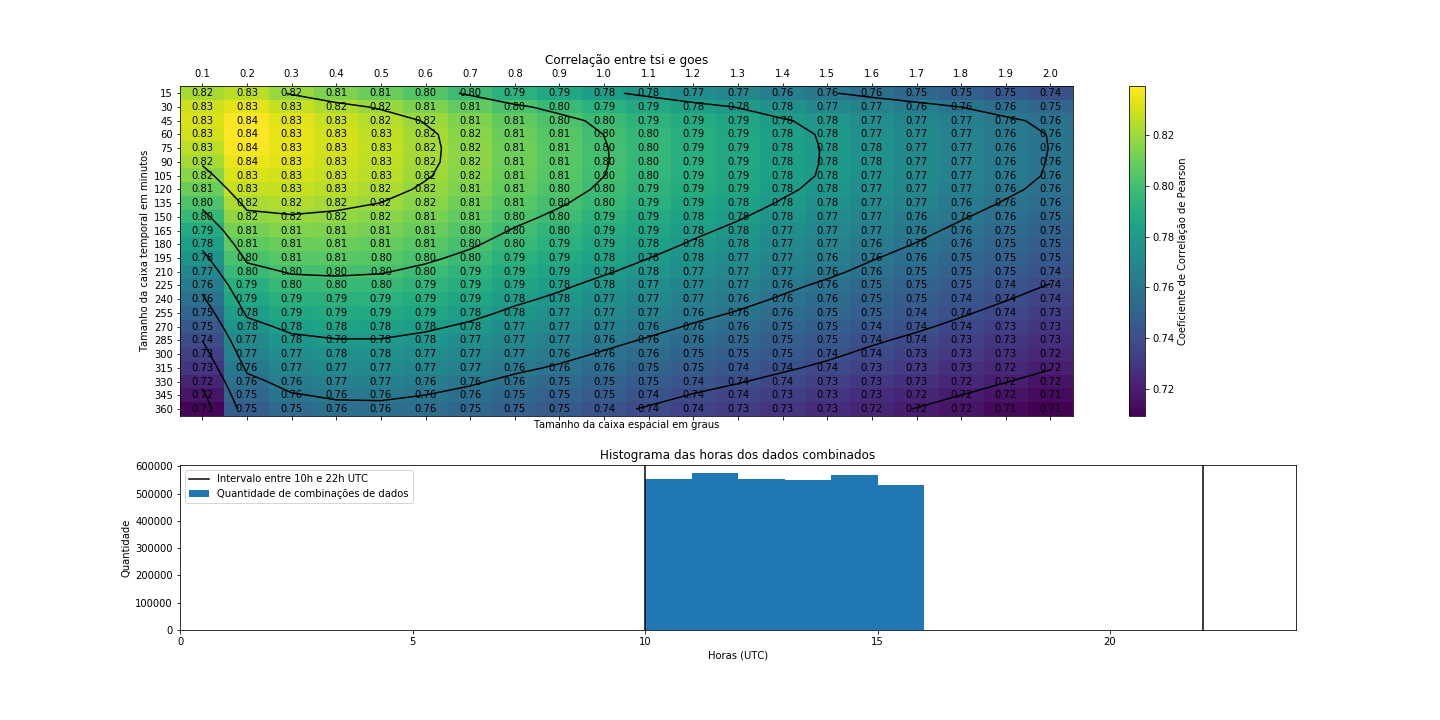 Correlação entre tsi e goes
0.1 0.2 0.3 0.4 0.5 0.6 0.7 0.8 0.9 1.0 1.1 1.2 1.3 1.4 1.5 1.6 1.7 1.8 1.9 2.0
15 0.82 0.83 0.82 0.81 0.81 0.80 0.80 0.79 0.79 0.78 0.78 0.77 0.77 0.76 0.76 0.76 0.75 0.75 0.75 0.74
30 0.83 0.83 0.83 0.82 0.82 0.81 0.81 0.80 0.80 0.79 0.79 0.78 0.78 0.78 0.77 0.77 0.76 0.76 0.76 0.75
45 0.83 0.84 0.83 0.83 0.82 0.82 0.81 0.81 0.80 0.80 0.79 0.79 0.79 0.78 0.78 0.77 0.77 0.77 0.76 0.76
60 0.83 0.84 0.83 0.83 0.83 0.82 0.82 0.81 0.81 0.80 0.80 0.79 0.79 0.78 0.78 0.78 0.77 0.77 0.76 0.76
75 0.83 0.84 0.83 0.83 0.83 0.82 0.82 0.81 0.81 0.80 0.80 0.79 0.79 0.79 0.78 0.78 0.77 0.77 0.77 0.76
90 0.82 0.84 0.83 0.83 0.83 0.82 0.82 0.81 0.81 0.80 0.80 0.79 0.79 0.79 0.78 0.78 0.77 0.77 0.76 0.76
105 0.82 0.83 0.83 0.83 0.83 0.82 0.82 0.81 0.81 0.80 0.80 0.79 0.79 0.78 0.78 0.78 0.77 0.77 0.76 0.76
120 0.81 0.83 0.83 0.83 0.82 0.82 0.81 0.81 0.80 0.80 0.79 0.79 0.79 0.78 0.78 0.77 0.77 0.77 0.76 0.76
135 0.80 0.82 0.82 0.82 0.82 0.82 0.81 0.81 0.80 0.80 0.79 0.79 0.78 0.78 0.78 0.77 0.77 0.76 0.76 0.76
150 0.80 0.82 0.82 0.82 0.82 0.81 0.81 0.80 0.80 0.79 0.79 0.78 0.78 0.78 0.77 0.77 0.76 0.76 0.76 0.75
165 0.79 0.81 0.81 0.81 0.81 0.81 0.80 0.80 0.79 0.79 0.79 0.78 0.78 0.77 0.77 0.77 0.76 0.76 0.75 0.75
180 0.78 0.81 0.81 0.81 0.81 0.80 0.80 0.80 0.79 0.79 0.78 0.78 0.77 0.77 0.77 0.76 0.76 0.75 0.75 0.75
195 0.78 0.80 0.81 0.81 0.80 0.80 0.80 0.79 0.79 0.78 0.78 0.77 0.77 0.77 0.76 0.76 0.75 0.75 0.75 0.75
210 0.77 0.80 0.80 0.80 0.80 0.80 0.79 0.79 0.78 0.78 0.77 0.77 0.77 0.76 0.76 0.75 0.75 0.75 0.75 0.74
225 0.76 0.79 0.80 0.80 0.80 0.79 0.79 0.78 0.78 0.78 0.77 0.77 0.76 0.76 0.76 0.75 0.75 0.75 0.74 0.74
240 0.76 0.79 0.79 0.79 0.79 0.79 0.78 0.78 0.78 0.77 0.77 0.77 0.76 0.76 0.75 0.75 0.75 0.74 0.74 0.74
255 0.75 0.78 0.79 0.79 0.79 0.79 0.78 0.78 0.77 0.77 0.77 0.76 0.76 0.75 0.75 0.75 0.74 0.74 0.74 0.73
270 0.75 0.78 0.78 0.78 0.78 0.78 0.78 0.77 0.77 0.77 0.76 0.76 0.76 0.75 0.75 0.74 0.74 0.74 0.73 0.73
285 0.74 0.77 0.78 0.78 0.78 0.78 0.77 0.77 0.77 0.76 0.76 0.76 0.75 0.75 0.75 0.74 0.74 0.73 0.73 0.73
300 0.73 0.77 0.77 0.78 0.78 0.77 0.77 0.77 0.76 0.76 0.76 0.75 0.75 0.75 0.74 0.74 0.73 0.73 0.73 0.72
315 0.73 0.76 0.77 0.77 0.77 0.77 0.77 0.76 0.76 0.76 0.75 0.75 0.74 0.74 0.74 0.73 0.73 0.73 0.72 0.72
330 0.72 0.76 0.76 0.77 0.77 0.76 0.76 0.76 0.75 0.75 0.75 0.74 0.74 0.74 0.73 0.73 0.73 0.72 0.72 0.72
345 0.72 0.75 0.76 0.76 0.76 0.76 0.76 0.75 0.75 0.75 0.74 0.74 0.74 0.73 0.73 0.73 0.72 0.72 0.72 0.71
360 0.71 0.75 0.75 0.76 0.76 0.76 0.75 0.75 0.75 0.74 0.74 0.74 0.73 0.73 0.73 0.72 0.72 0.72 0.71 0.71
Tamanho da caixa temporal em minutos
Tamanho da caixa espacial em graus
0.82
0.80
0.78
0.76
0.74
0.72
Coeficiente de Correlação de Pearson
Histograma das horas dos dados combinados
Intervalo entre 10h e 22h UTC
Quantidade de combinações de dados
600000
500000
400000
300000
200000
100000
0
Quantidade
0 5 10 15 20
Horas (UTC)